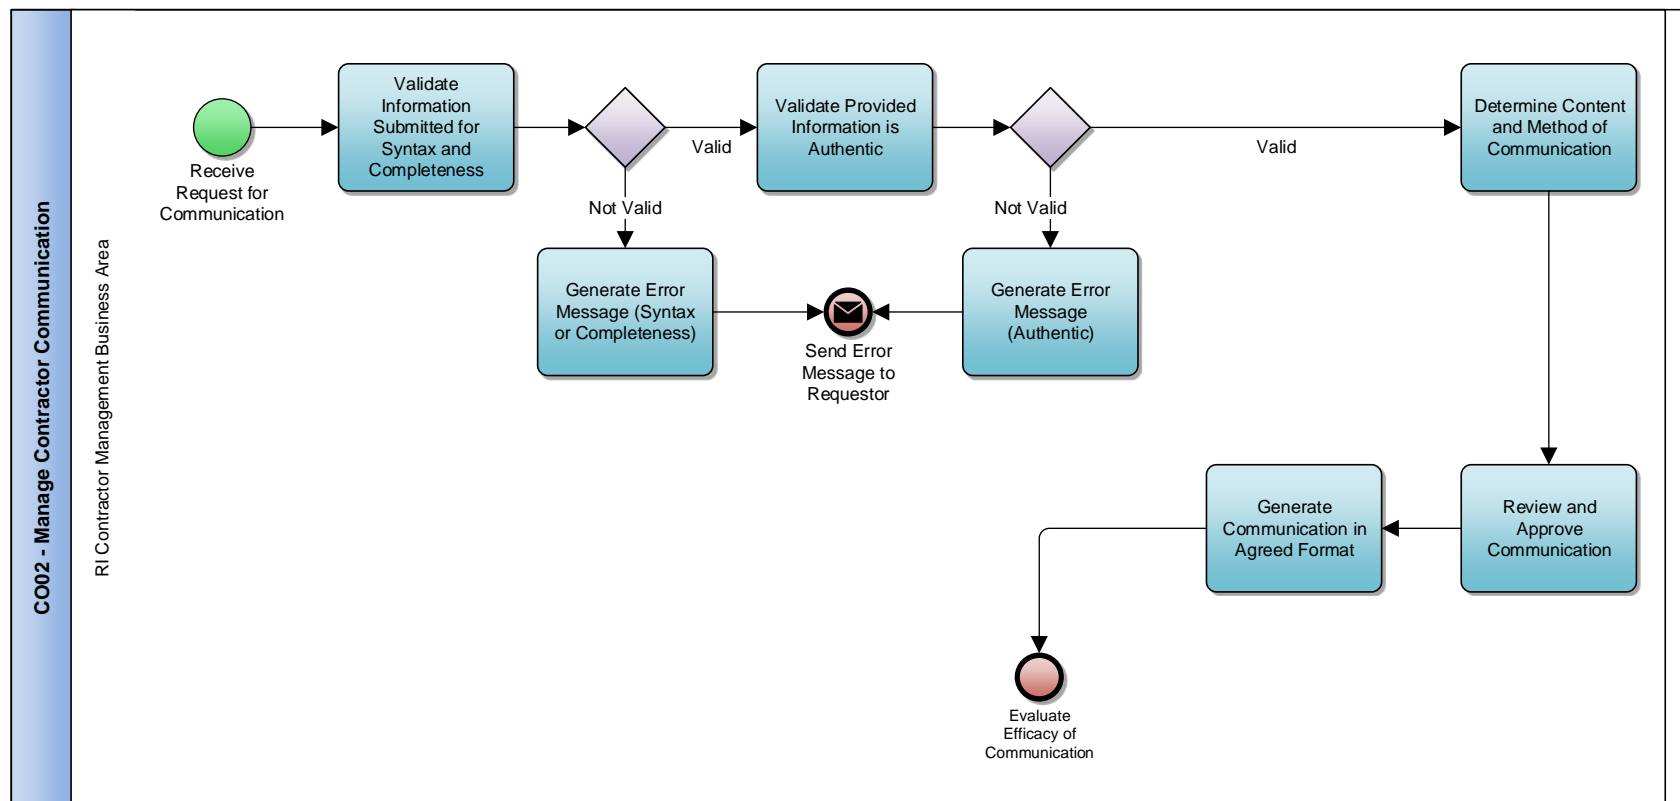 CO02 - Manage Contractor Communication
RI Contractor Management Business Area
Receive
Request for
Communication
Validate
Information
Submitted for
Syntax and
Completeness
Valid
Not Valid
Validate Provided
Information is
Authentic
Valid
Not Valid
Determine Content
and Method of
Communication
Generate Error
Message (Syntax
or Completeness)
Send Error
Message to
Requestor
Generate Error
Message
(Authentic)
Review and
Approve
Communication
Generate
Communication in
Agreed Format
Evaluate
Efficacy of
Communication